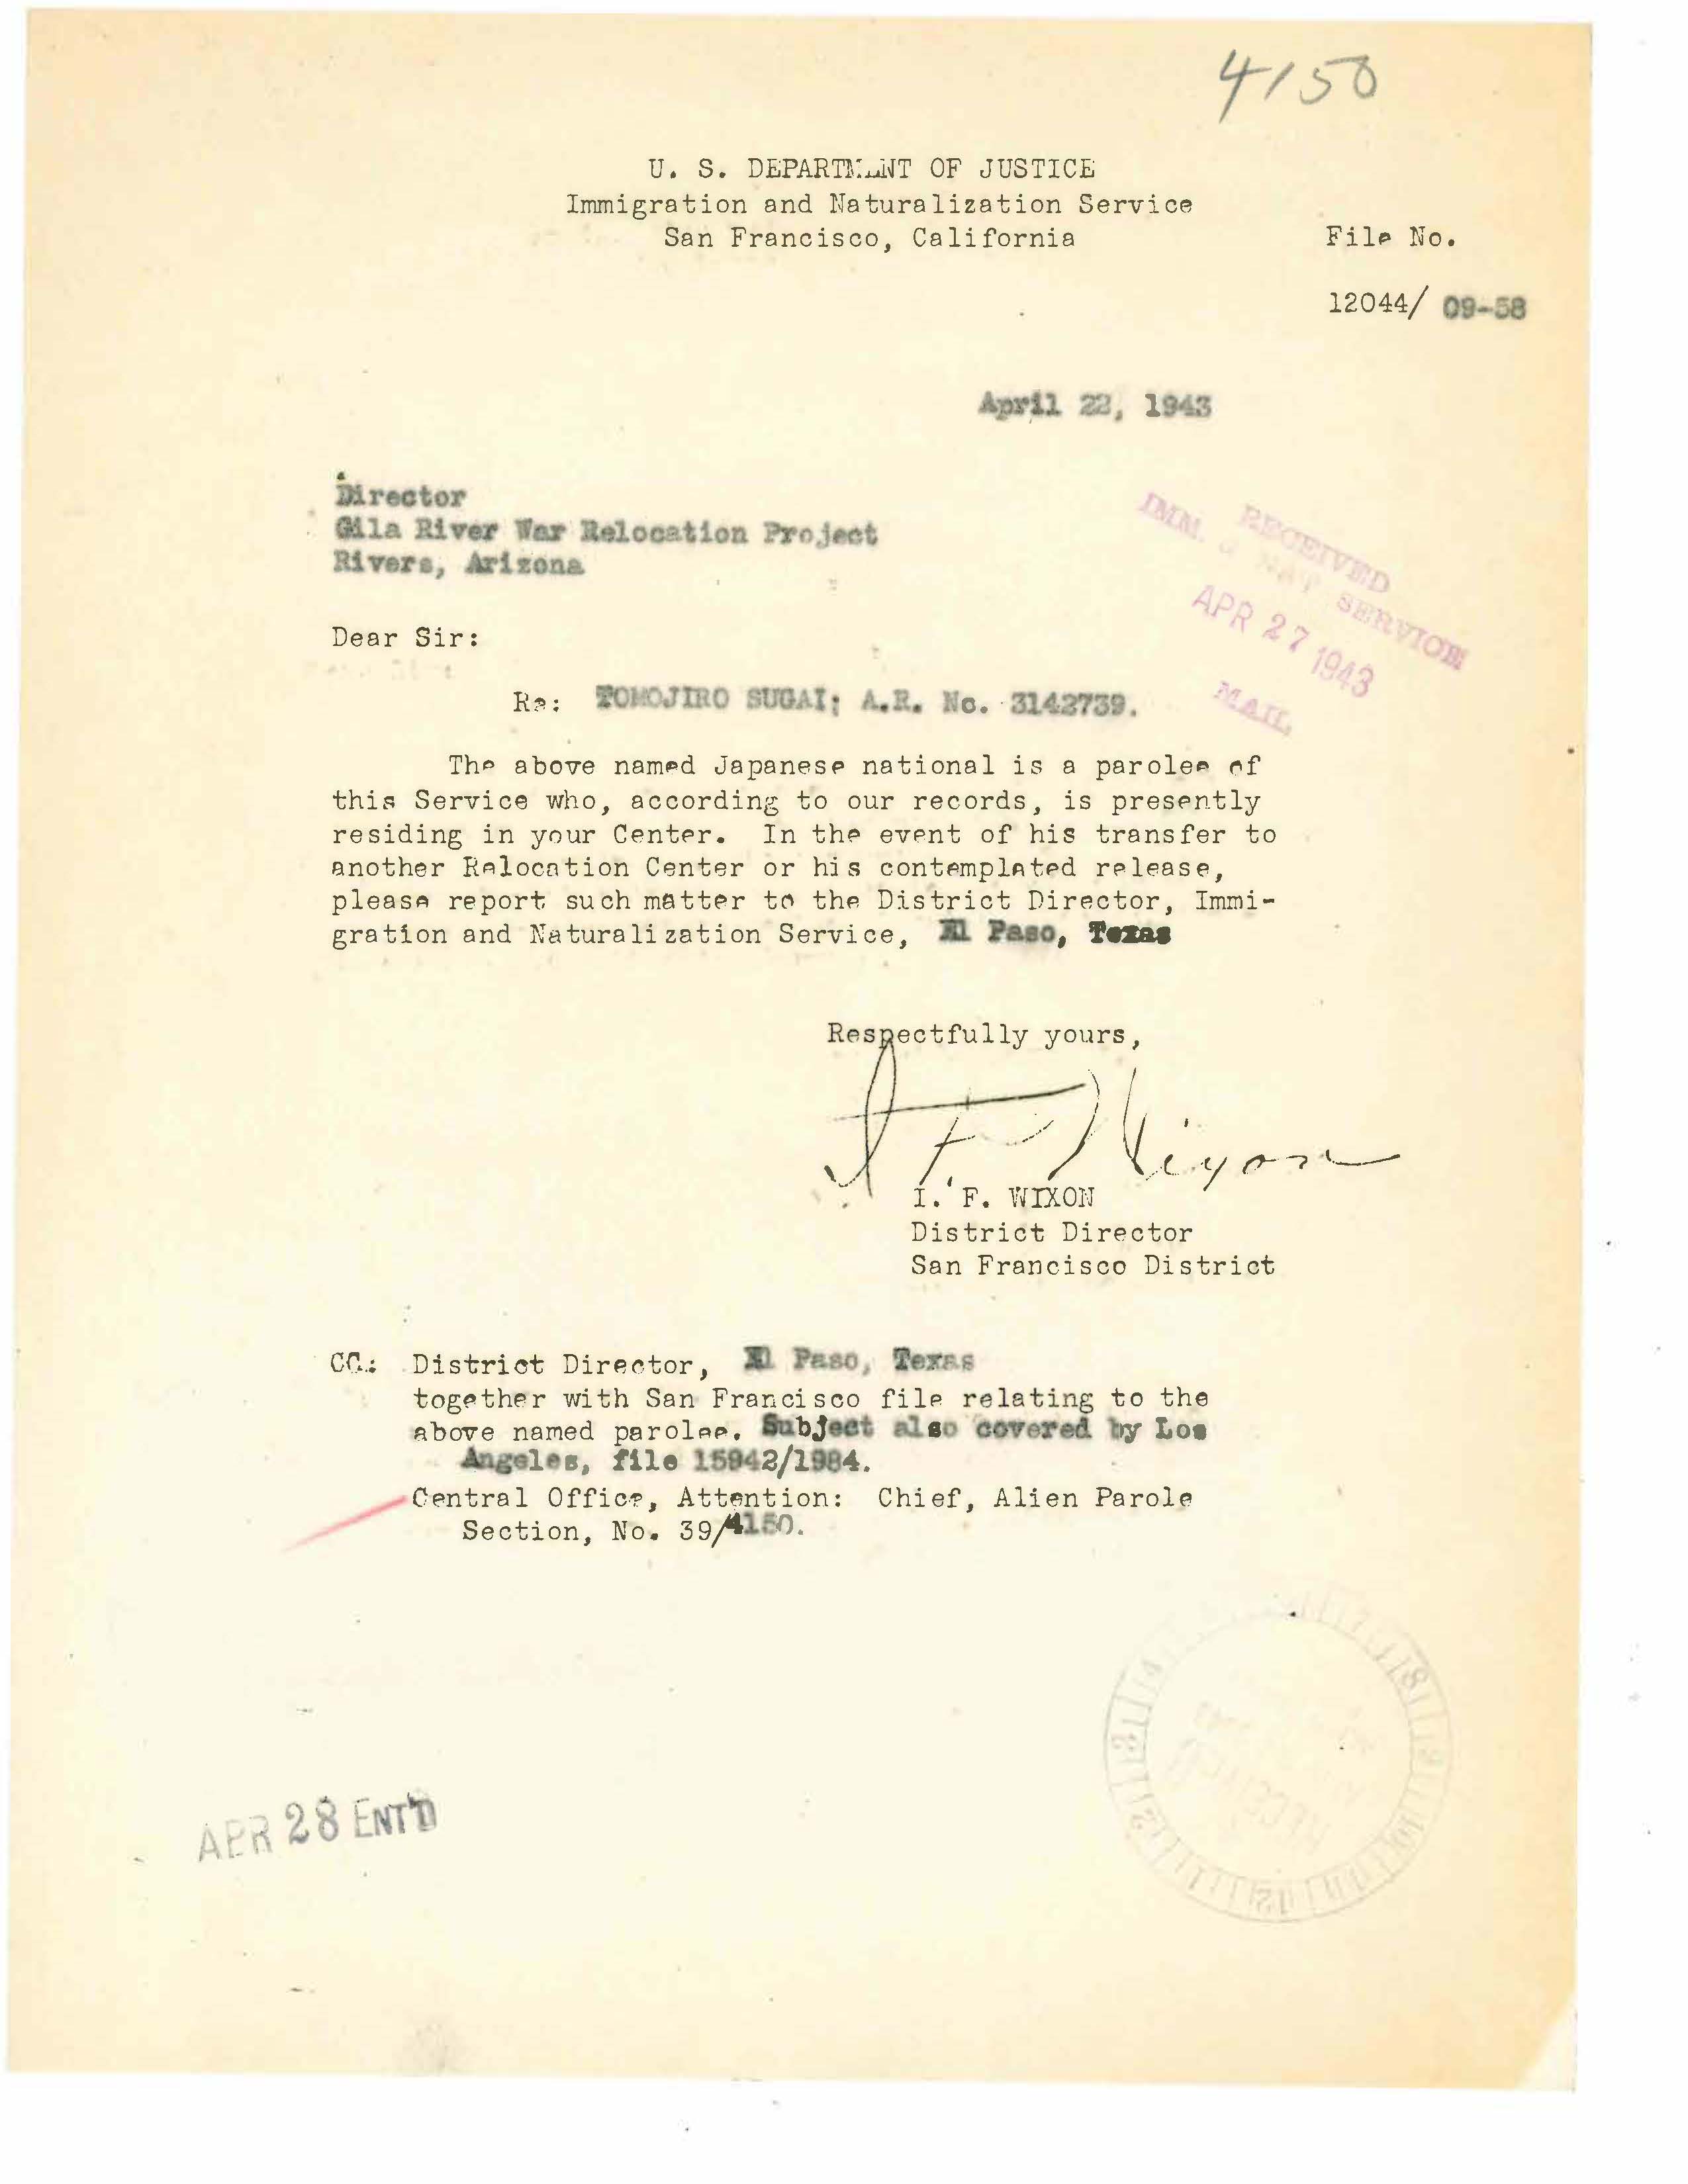 4150
U. S. DEPARTMENT OF JUSTICE
Immigration and Naturalization Service
San Francisco, California
File No.
12044/ 09-58
April 22, 1943
Director
Gila River War Relocation Project
Rivers, Arizona
RECEIVED
IMM. & NAT SERVICE
APR 27 1943
MAIL
Dear Sir:
Re: TOMOJIRO SUGAI; A.R. No. 3142739.
The above named Japanese national is a parolee of
this Service who, according to our records, is presently
residing in your Center. In the event of his transfer to
another Relocation Center or his contemplated release,
please report such matter to the District Director, Immi-
gration and Naturalization Service, El Paso, Texas
Respectfully yours,
I F Wixon
I. F. WIXON
District Director
San Francisco District
CC.: District Director, El Paso, Texas
together with San Francisco file relating to the
above named parolee. Subject also covered by Los
Angeles, file 15942/1984.
Central Office, Attention: Chief, Alien Parole
Section, No. 39/4150.
RECEIVED
APR 28 ENT'D